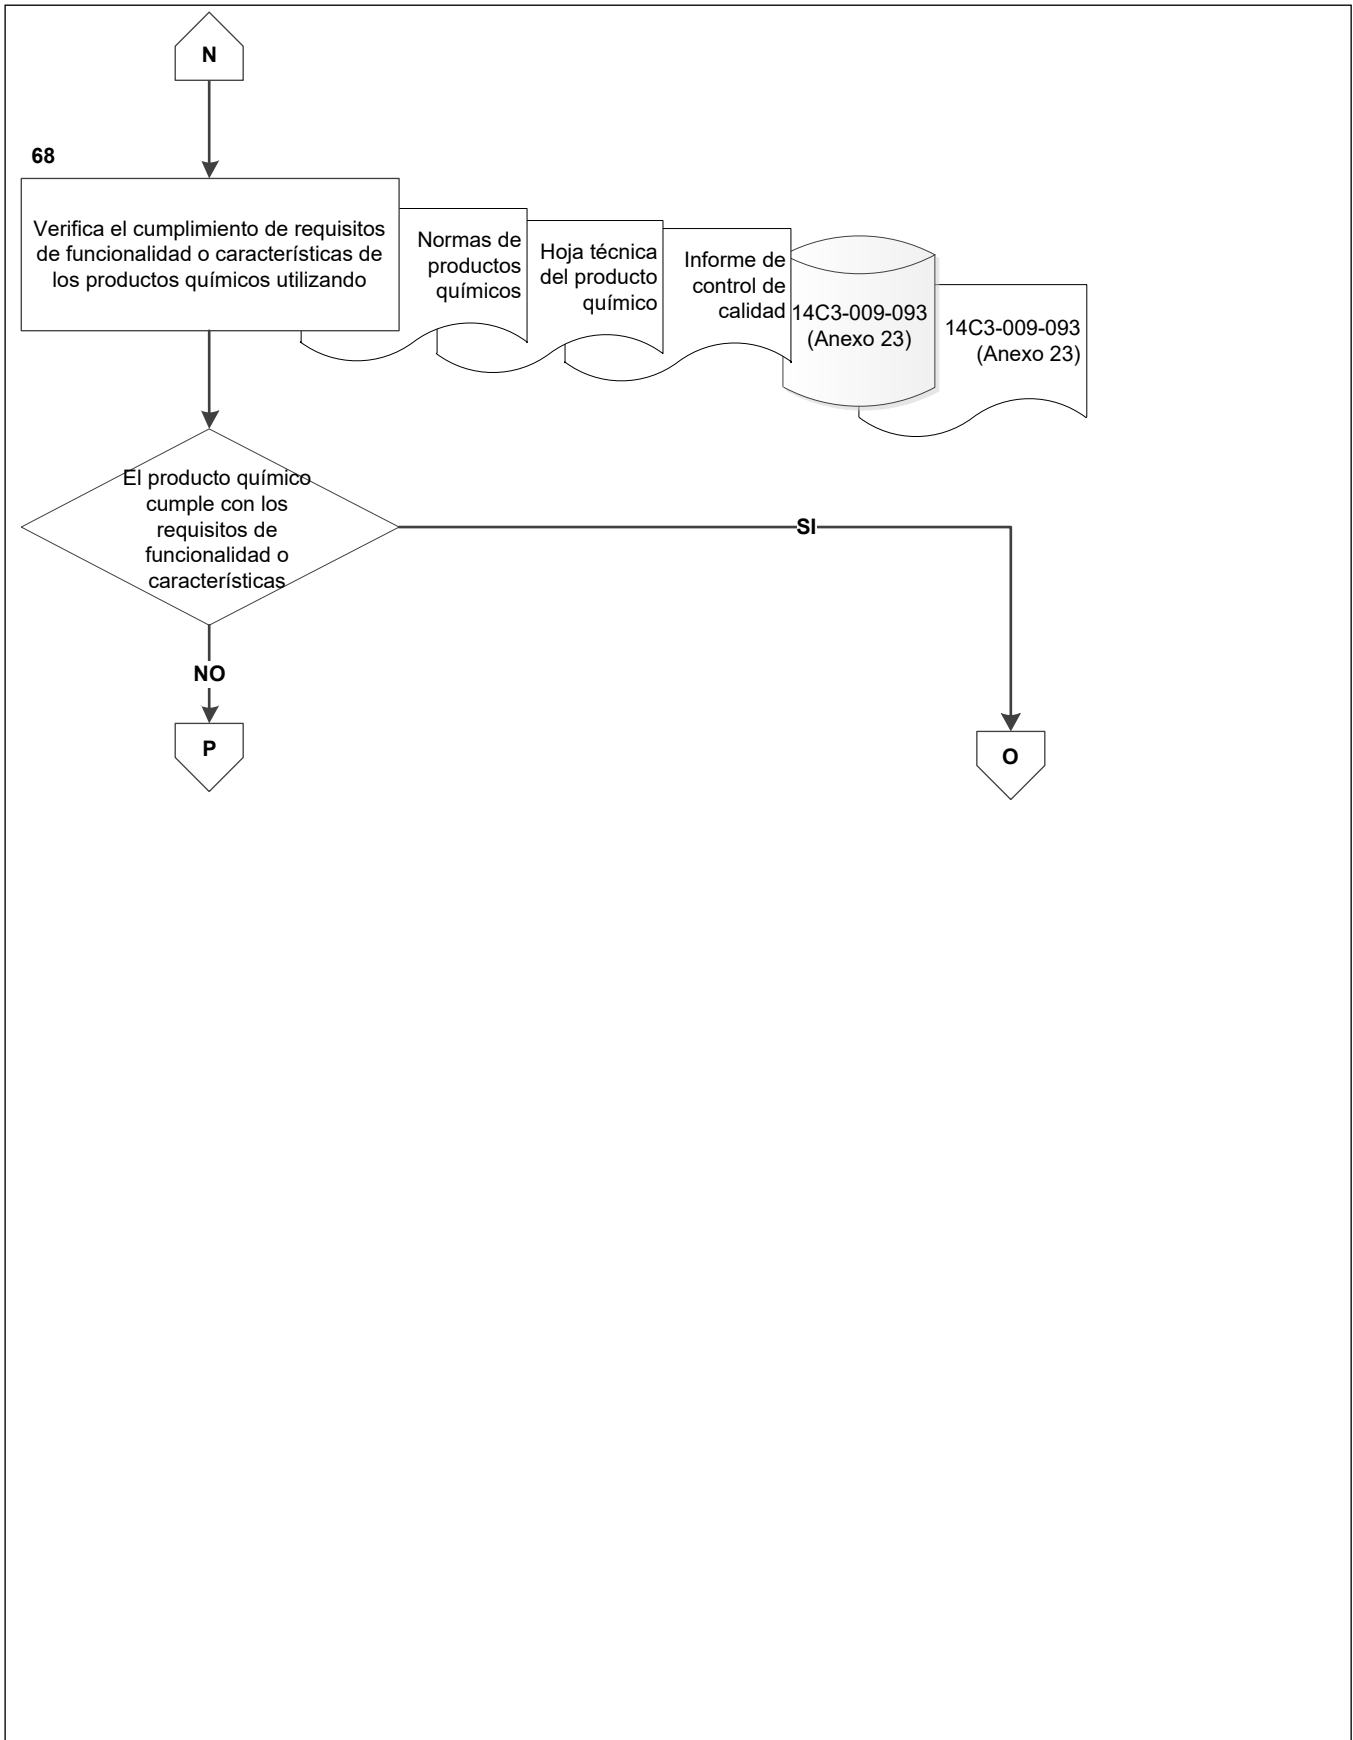 N
68
Verifica el cumplimiento de requisitos
de funcionalidad o características de
los productos químicos utilizando
Normas de
productos
químicos
Hoja técnica
del producto
químico
Informe de
control de
calidad
14C3-009-093
(Anexo 23)
14C3-009-093
(Anexo 23)
El producto químico
cumple con los
requisitos de
funcionalidad o
características
SI
NO
P
O